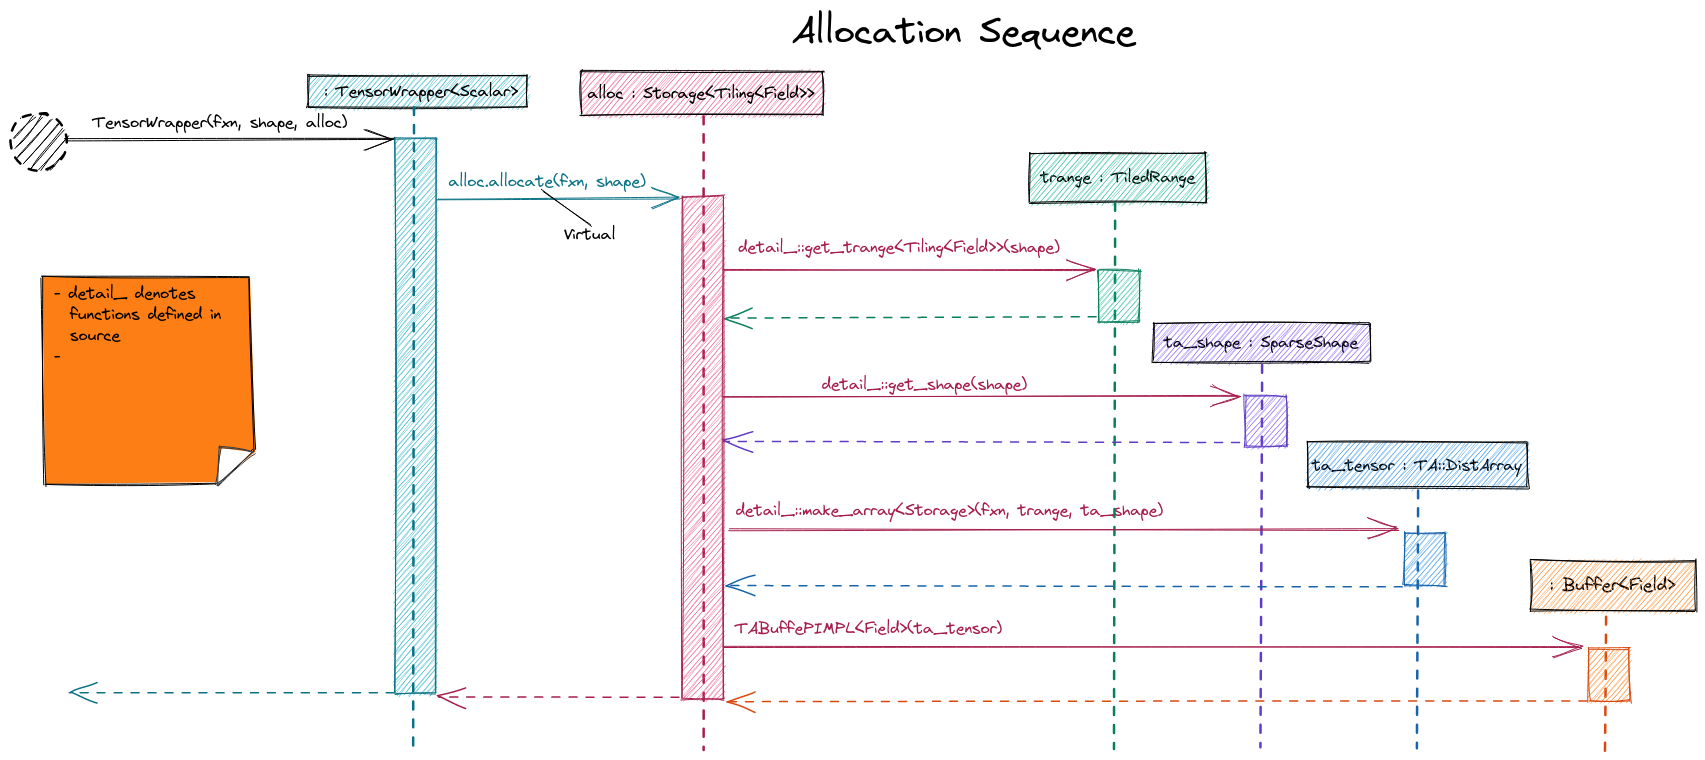 Allocation Sequence
: TensorWrapper<Scalar>
alloc : Storage<Tiling<Field>>
TensorWrapper(fxn, shape, alloc)
trange : TiledRange
alloc.allocate(fxn, shape)
Virtual
detail_::get_trange<Tiling<Field>>(shape)
- detail_ denotes
functions defined in
source
-
ta_shape : SparseShape
detail_::get_shape(shape)
ta_tensor : TA::DistArray
detail_::make_array<Storage>(fxn, trange, ta_shape)
: Buffer<Field>
TABuffePIMPL<Field>(ta_tensor)